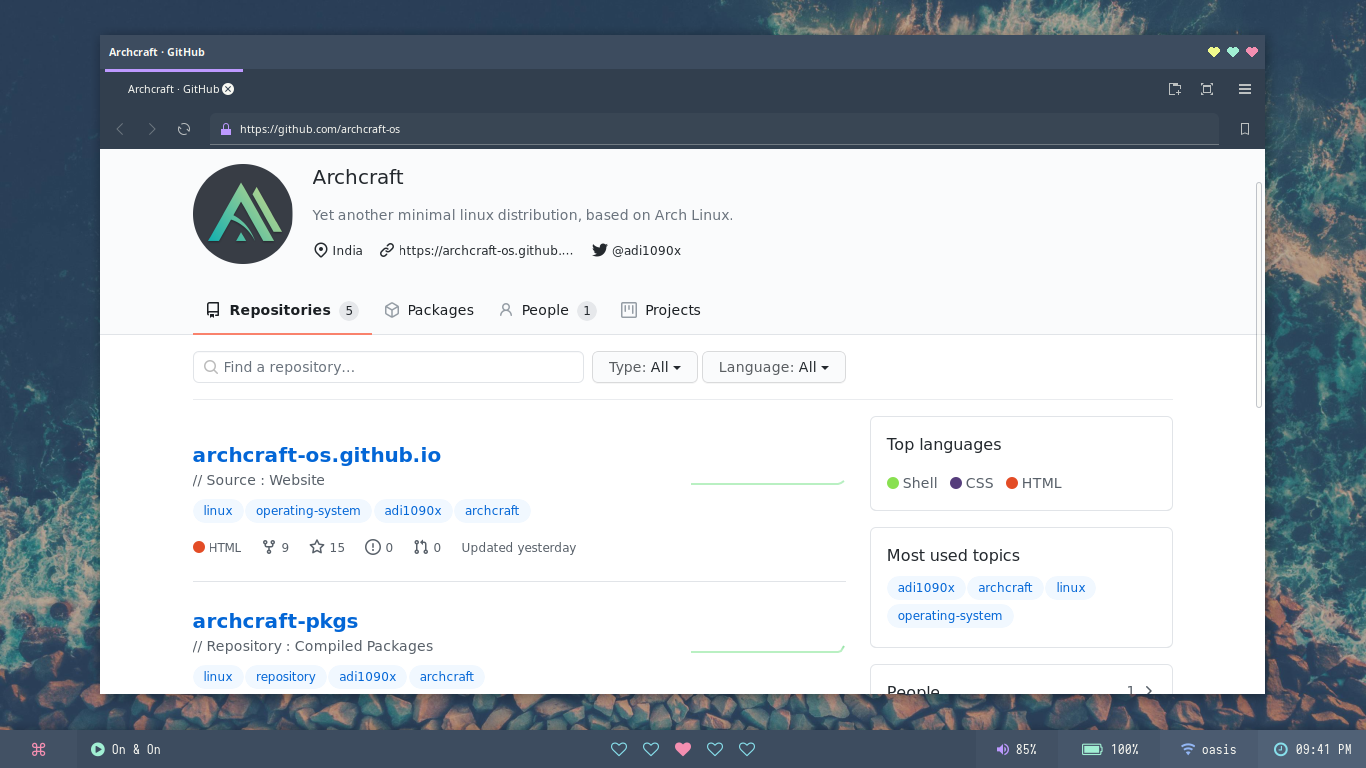 Archcraft · GitHub
Archcraft · GitHub
https://github.com/archcraft-os
Archcraft
Yet another minimal linux distribution, based on Arch Linux.
India https://archcraft-os.github.... @adi1090x
Repositories 5 Packages People 1 Projects
Find a repository... Type: All Language: All
archcraft-os.github.io
// Source : Website
linux operating-system adi1090x archcraft
HTML 9 15 0 0 Updated yesterday
archcraft-pkgs
// Repository : Compiled Packages
linux repository adi1090x archcraft
Top languages
Shell CSS HTML
Most used topics
adi1090x archcraft linux
operating-system
People 1
On & On 85% 100% oasis 09:41 PM